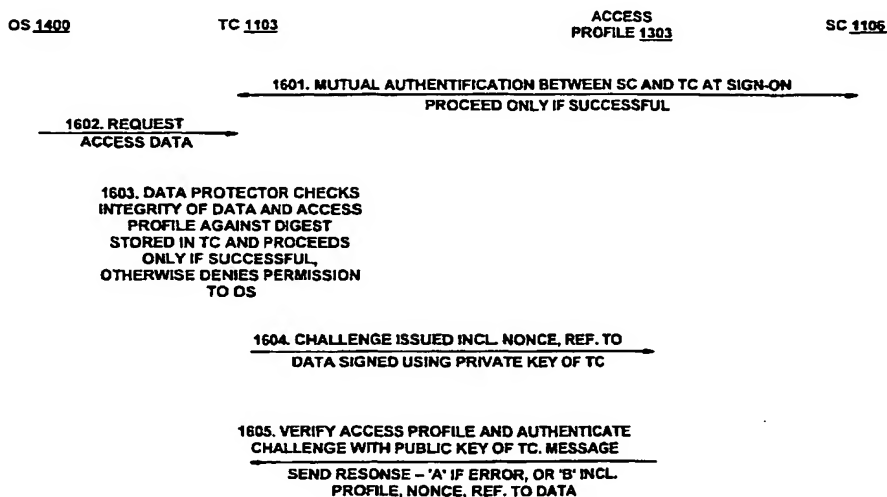 OS 1400
TC 1103
ACCESS
PROFILE 1303
SC 1106
1601. MUTUAL AUTHENTIFICATION BETWEEN SC AND TC AT SIGN-ON
PROCEED ONLY IF SUCCESSFUL
1602. REQUEST
ACCESS DATA
1603. DATA PROTECTOR CHECKS
INTEGRITY OF DATA AND ACCESS
PROFILE AGAINST DIGEST
STORED IN TC AND PROCEEDS
ONLY IF SUCCESSFUL,
OTHERWISE DENIES PERMISSION
TO OS
1604. CHALLENGE ISSUED INCL. NONCE, REF. TO
DATA SIGNED USING PRIVATE KEY OF TC
1605. VERIFY ACCESS PROFILE AND AUTHENTICATE
CHALLENGE WITH PUBLIC KEY OF TC. MESSAGE
SEND RESONSE – 'A' IF ERROR, OR 'B' INCL.
PROFILE, NONCE, REF. TO DATA